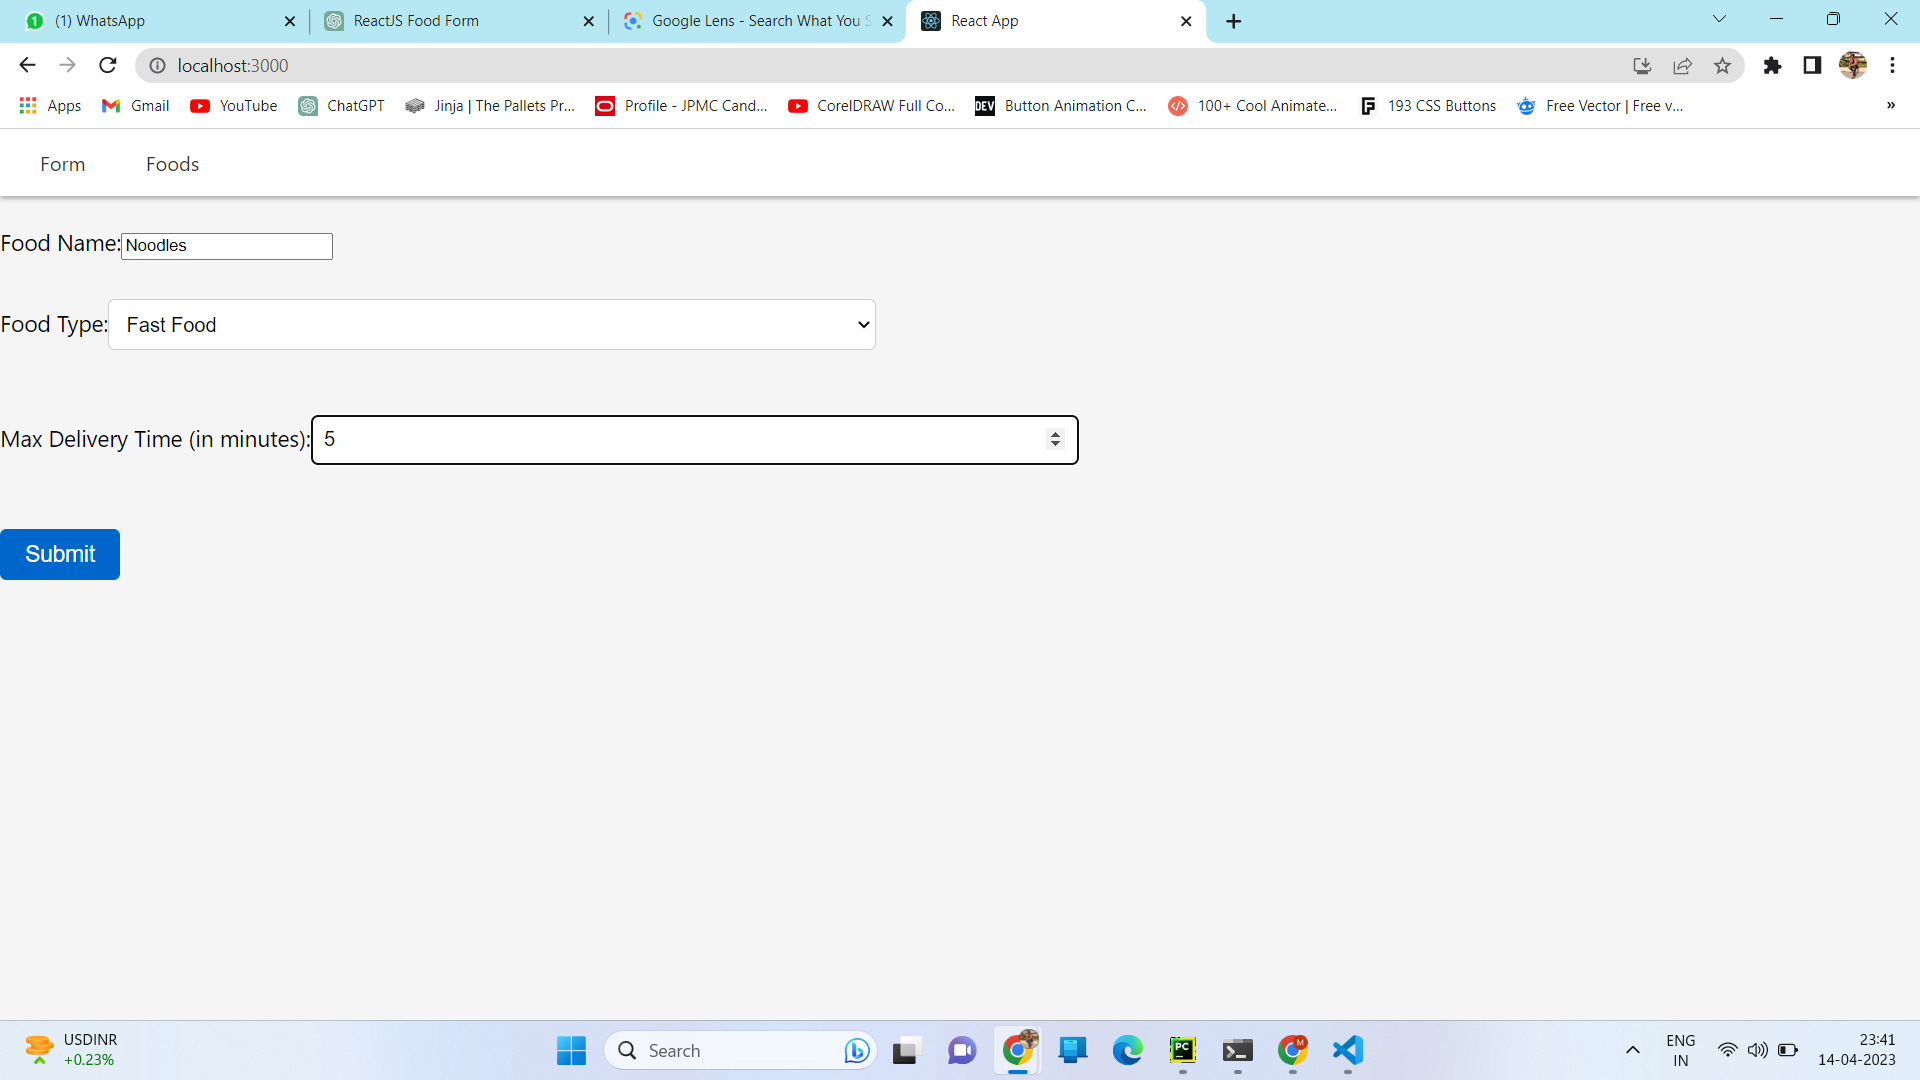 (1) WhatsApp
ReactJS Food Form
Google Lens - Search What You S
React App
localhost:3000
Apps
Gmail
YouTube
ChatGPT
Jinja | The Pallets Pr...
Profile - JPMC Cand...
CorelDRAW Full Co...
DEV
Button Animation C...
100+ Cool Animate...
193 CSS Buttons
Free Vector | Free v...
»
Form
Foods
Food Name:
Noodles
Food Type:
Fast Food
Max Delivery Time (in minutes):
5
Submit
USDINR
+0.23%
Search
PC
M
ENG
IN
23:41
14-04-2023